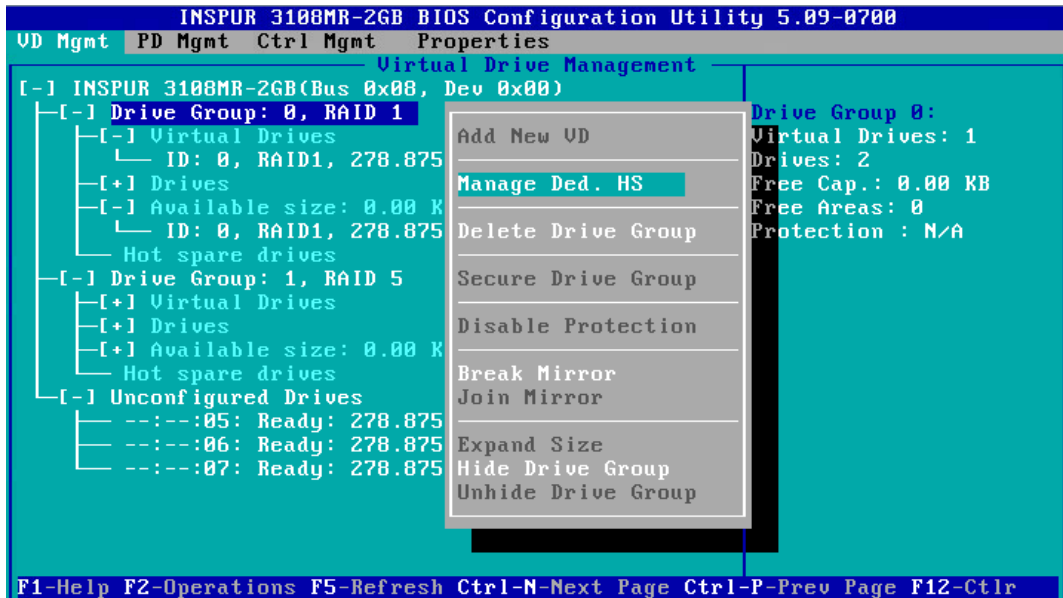 INSPUR 3108MR-2GB BIOS Configuration Utility 5.09-0700
VD Mgmt PD Mgmt Ctrl Mgmt Properties
Virtual Drive Management
[-] INSPUR 3108MR-2GB(Bus 0x08, Dev 0x00)
[-] Drive Group: 0, RAID 1
[-] Virtual Drives
ID: 0, RAID1, 278.875
[+] Drives
[-] Available size: 0.00 K
ID: 0, RAID1, 278.875
Hot spare drives
[-] Drive Group: 1, RAID 5
[+] Virtual Drives
[+] Drives
[+] Available size: 0.00 K
Hot spare drives
[-] Unconfigured Drives
--:--:05: Ready: 278.875
--:--:06: Ready: 278.875
--:--:07: Ready: 278.875
Add New VD
Manage Ded. HS
Delete Drive Group
Secure Drive Group
Disable Protection
Break Mirror
Join Mirror
Expand Size
Hide Drive Group
Unhide Drive Group
Drive Group 0:
Virtual Drives: 1
Drives: 2
Free Cap.: 0.00 KB
Free Areas: 0
Protection : N/A
F1-Help F2-Operations F5-Refresh Ctrl-N-Next Page Ctrl-P-Prev Page F12-Ctlr